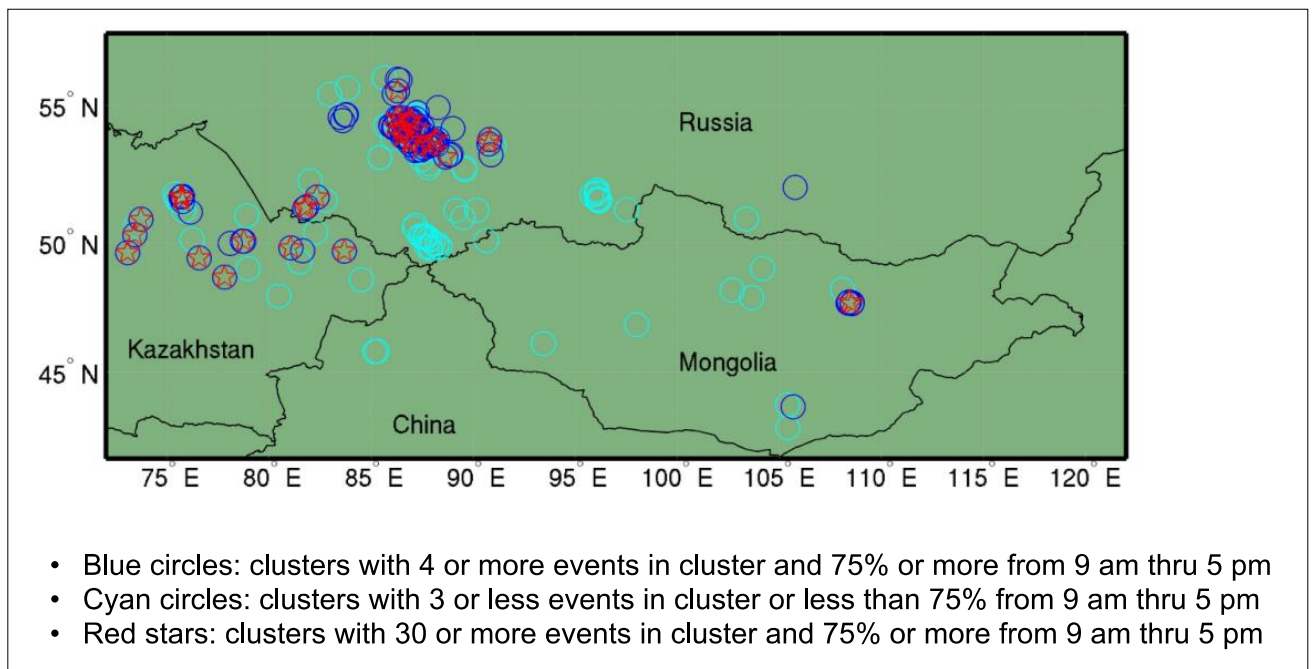 55° N
Russia
50° N
Kazakhstan
45° N
Mongolia
China
75° E 80° E 85° E 90° E 95° E 100° E 105° E 110° E 115° E 120° E
• Blue circles: clusters with 4 or more events in cluster and 75% or more from 9 am thru 5 pm
• Cyan circles: clusters with 3 or less events in cluster or less than 75% from 9 am thru 5 pm
• Red stars: clusters with 30 or more events in cluster and 75% or more from 9 am thru 5 pm